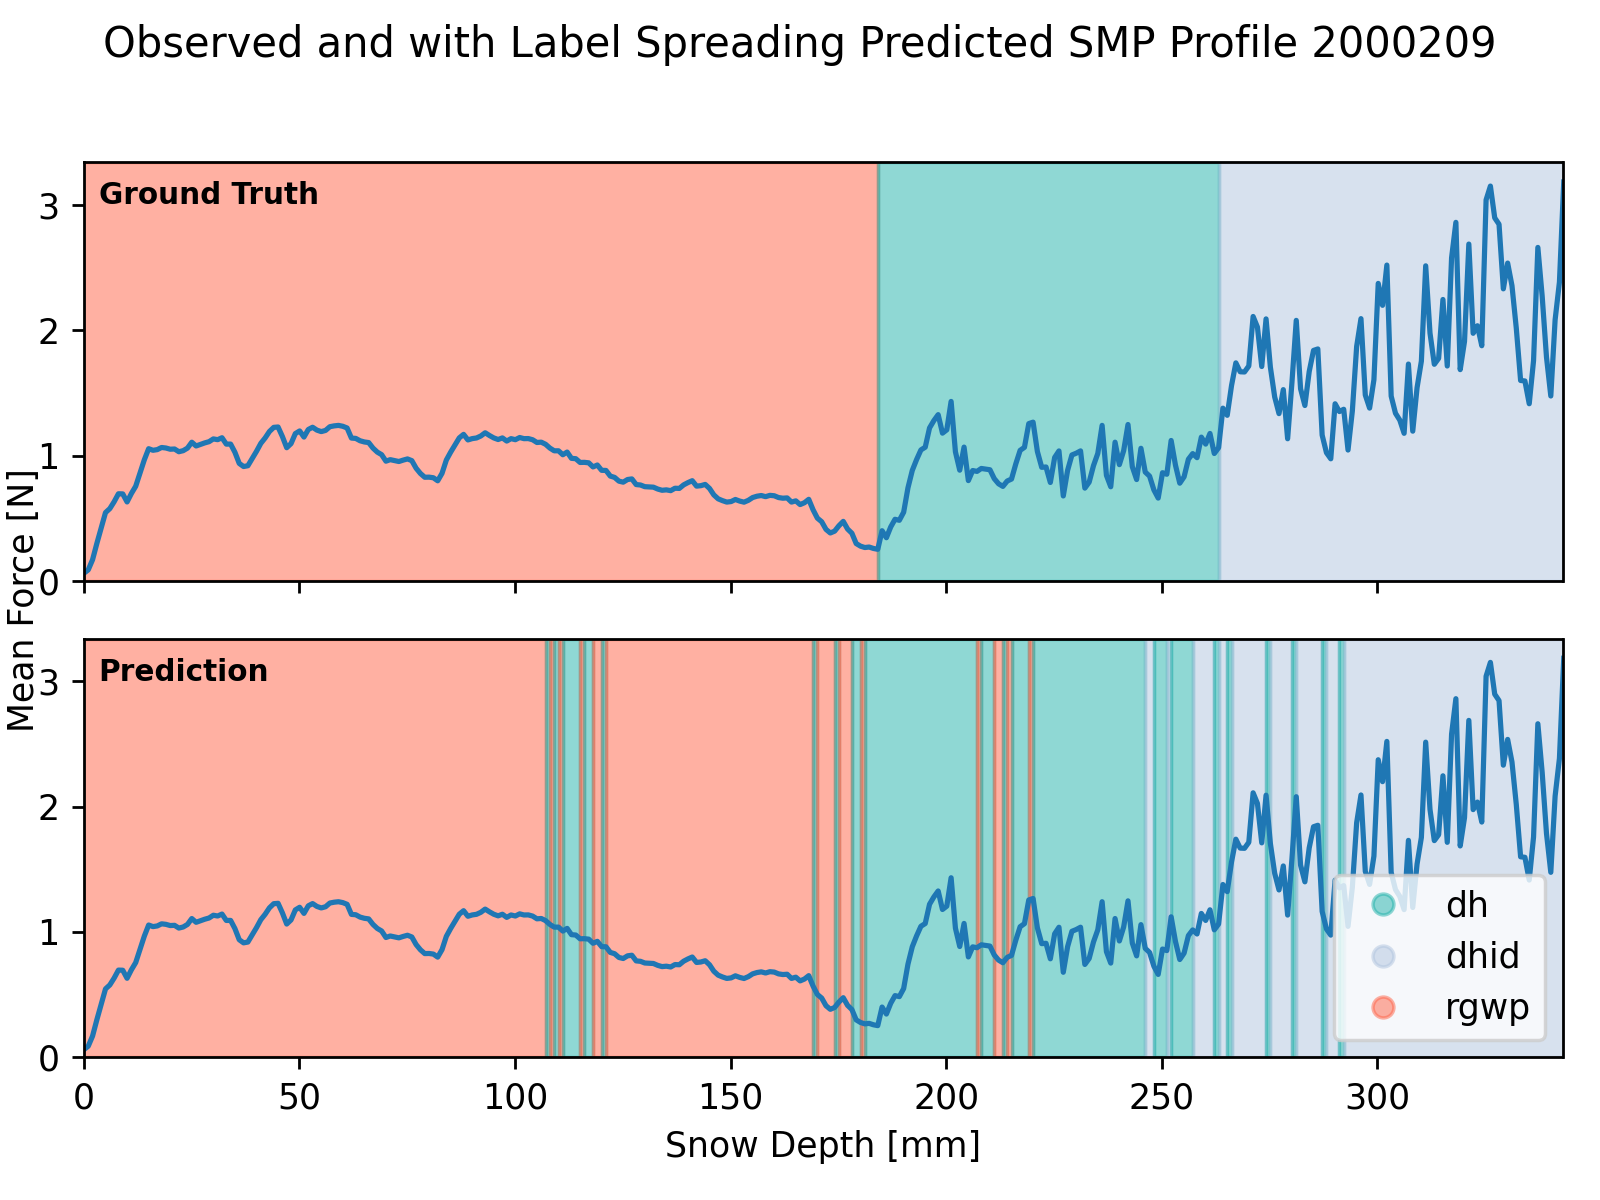 Observed and with Label Spreading Predicted SMP Profile 2000209
Ground Truth
3
2
1
0
Mean Force [N]
Prediction
3
2
1
0
dh
dhid
rgwp
0 50 100 150 200 250 300
Snow Depth [mm]